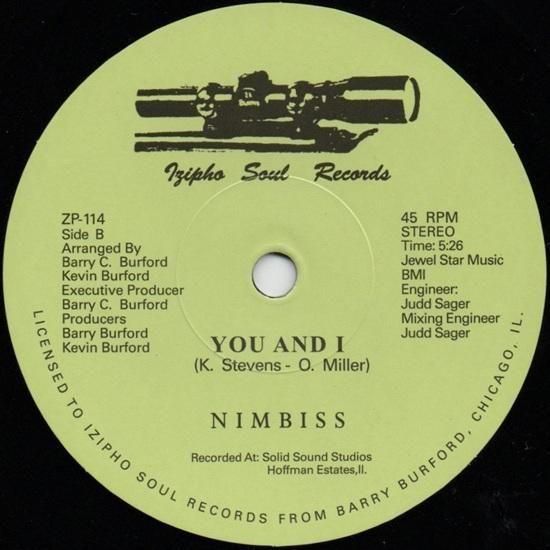 Izipho Soul Records
ZP-114
Side B
Arranged By
Barry C. Burford
Kevin Burford
Executive Producer
Barry C. Burford
Producers
Barry Burford
Kevin Burford
45 RPM
STEREO
Time: 5:26
Jewel Star Music
BMI
Engineer:
Judd Sager
Mixing Engineer
Judd Sager
YOU AND I
(K. Stevens - O. Miller)
NIMBISS
Recorded At: Solid Sound Studios
Hoffman Estates,Il.
LICENSED TO IZIPHO SOUL RECORDS FROM BARRY BURFORD, CHICAGO, IL.